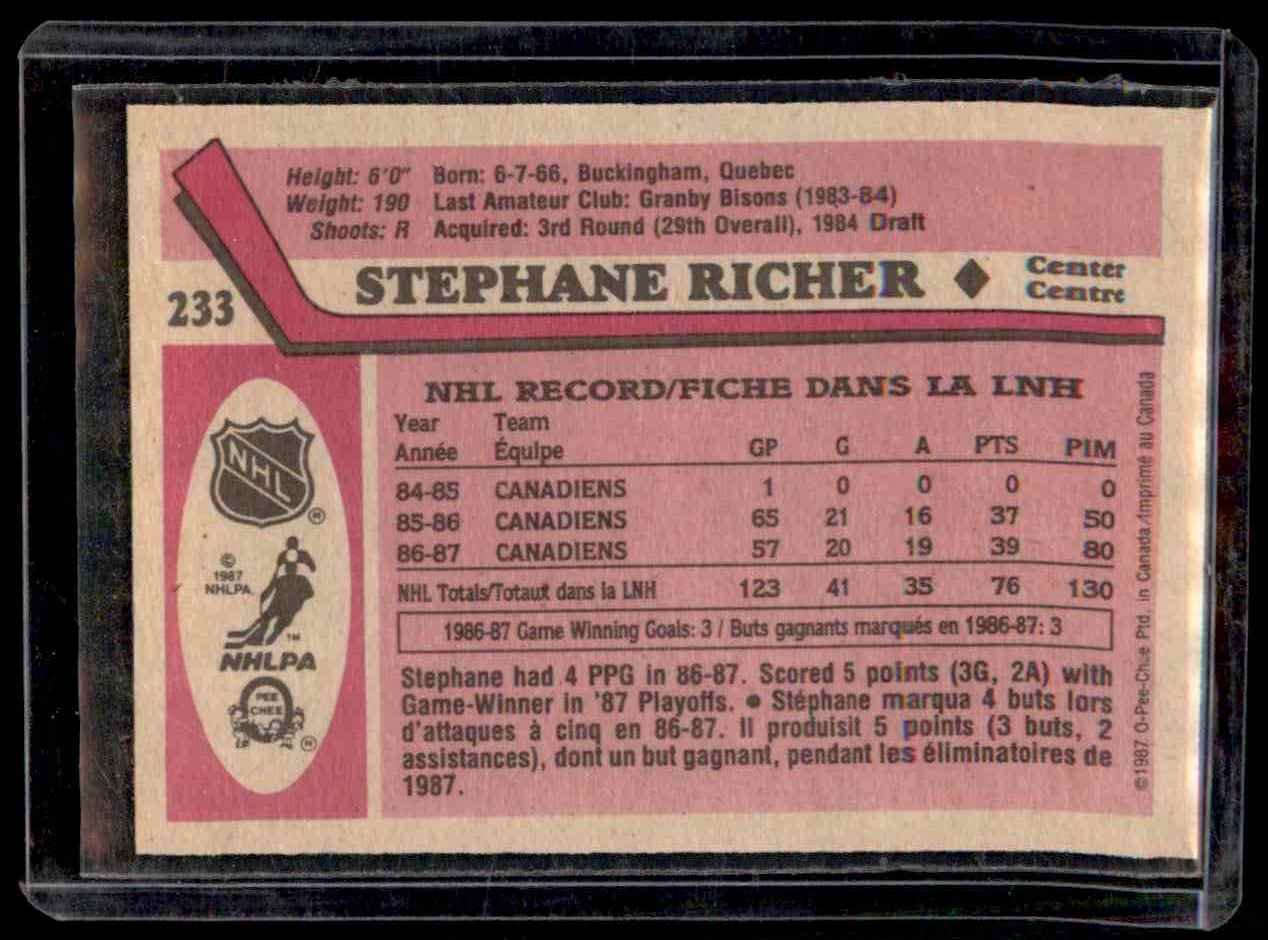 Height: 6'0" Born: 6-7-66, Buckingham, Quebec
Weight: 190 Last Amateur Club: Granby Bisons (1983-84)
Shoots: R Acquired: 3rd Round (29th Overall), 1984 Draft
233 STEPHANE RICHER ◆ Center
Centre
NHL RECORD/FICHE DANS LA LNH
Year Team
Année Équipe GP G A PTS PIM
84-85 CANADIENS 1 0 0 0 0
85-86 CANADIENS 65 21 16 37 50
86-87 CANADIENS 57 20 19 39 80
NHL Totals/Totaux dans la LNH 123 41 35 76 130
1986-87 Game Winning Goals: 3 / Buts gagnants marqués en 1986-87: 3
Stephane had 4 PPG in 86-87. Scored 5 points (3G, 2A) with
Game-Winner in '87 Playoffs. • Stéphane marqua 4 buts lors
d'attaques à cinq en 86-87. Il produisit 5 points (3 buts, 2
assistances), dont un but gagnant, pendant les éliminatoires de
1987.
NHL
®
©
1987
NHLPA
TM
NHLPA
PEE
CHEE
®
©1987 O-Pee-Chee Ptd. in Canada/Imprimé au Canada